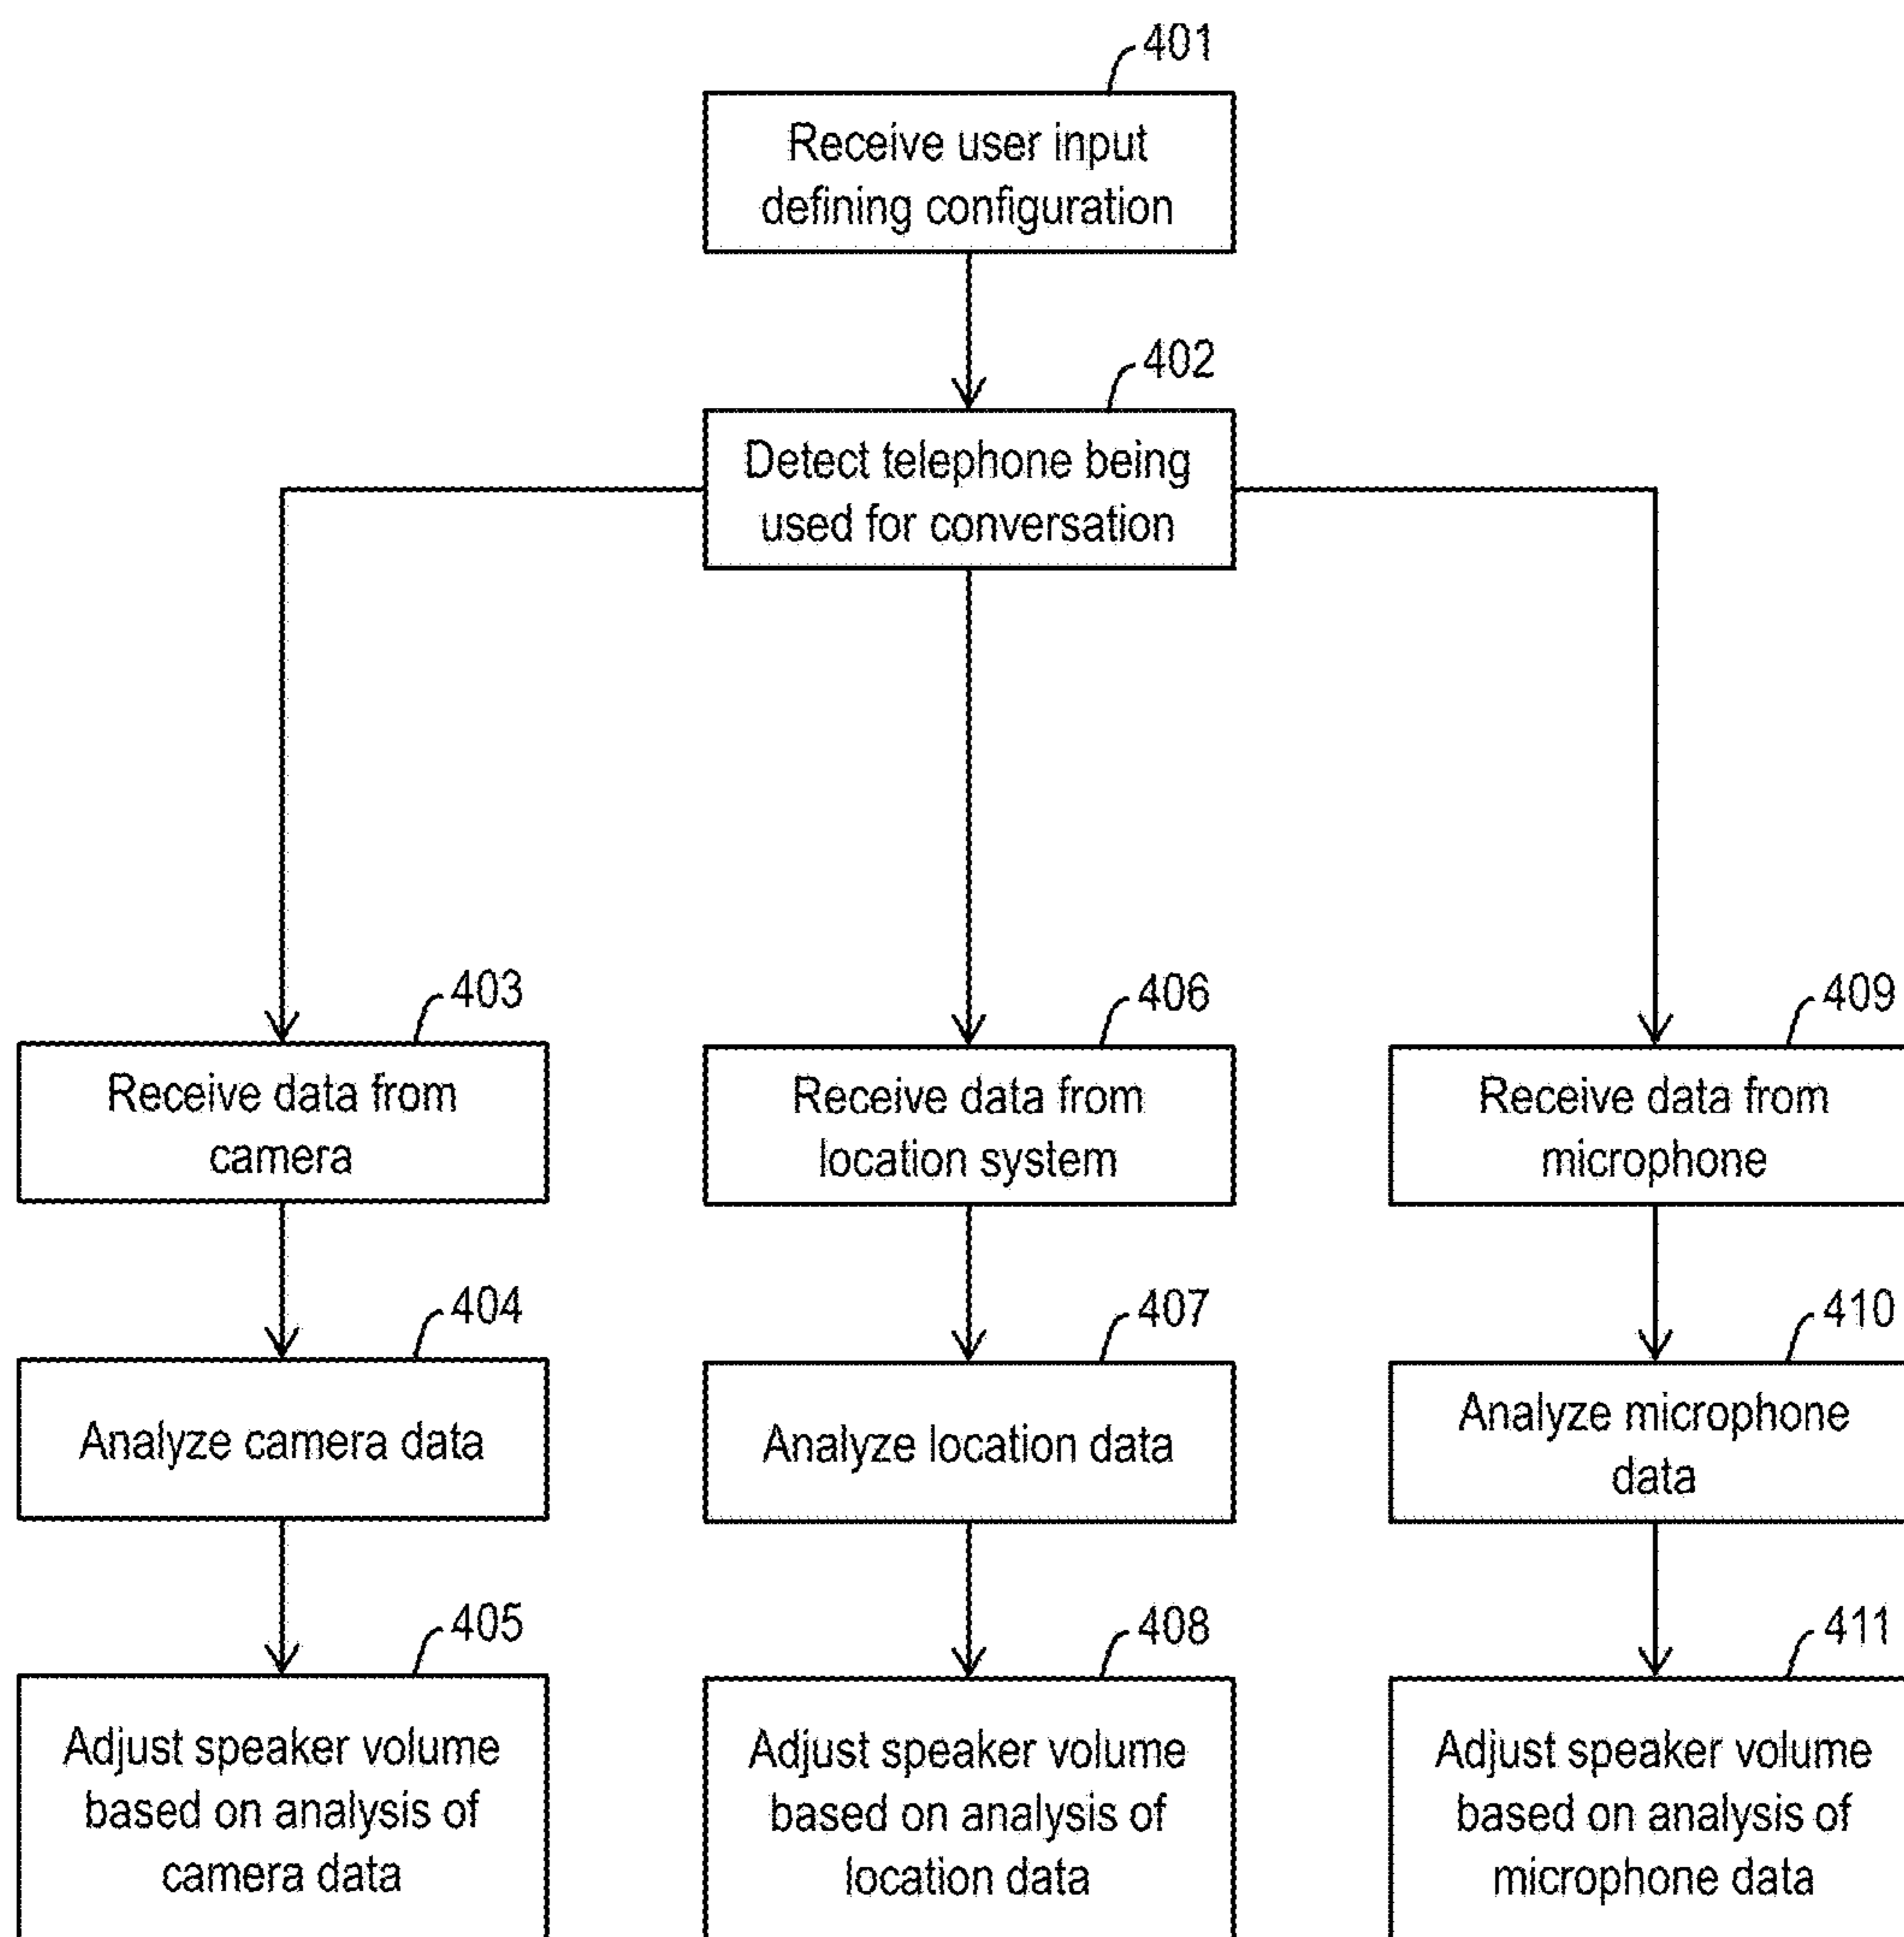 401
Receive user input
defining configuration
402
Detect telephone being
used for conversation
403
Receive data from
camera
406
Receive data from
location system
409
Receive data from
microphone
404
Analyze camera data
407
Analyze location data
410
Analyze microphone
data
405
Adjust speaker volume
based on analysis of
camera data
408
Adjust speaker volume
based on analysis of
location data
411
Adjust speaker volume
based on analysis of
microphone data